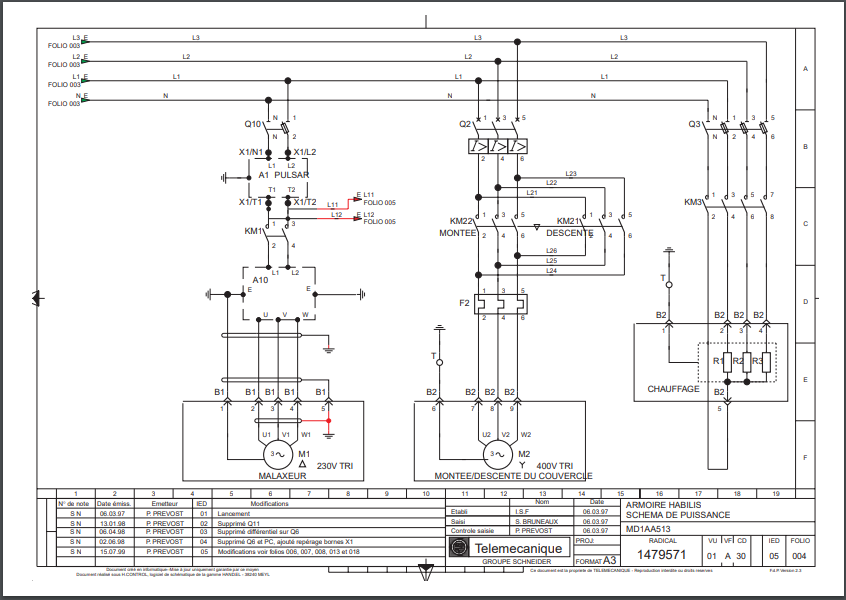 L3 E L3 L3 L3
FOLIO 003
L2 E L2 L2 L2
FOLIO 003
L1 E L1 L1 L1
FOLIO 003
N E N N N
FOLIO 003
A
Q10 N 1 N 2
Q2 1 3 5 2 4 6
Q3 N 1 3 5 N 2 4 6
B
X1/N1 X1/L2
L1 L2
A1 PULSAR
T1 T2
X1/T1 X1/T2
L11 E L11
FOLIO 005
L12 E L12
FOLIO 005
L23
L22
L21
KM1 1 3 2 4
KM22 1 3 5 2 4 6
MONTEE
KM21 1 3 5 2 4 6
DESCENTE
KM3 1 3 5 7 2 4 6 8
C
L26
L25
L24
L1 L2
A10
E E
U V W
F2 1 3 5 2 4 6
T
D
B2 B2 B2 B2
1 2 3 4
T
R1 R2 R3
CHAUFFAGE
B2
5
E
B1 B1 B1 B1 B1
1 2 3 4 5
B2 B2 B2 B2
6 7 8 9
U1 V1 W1
3 M1
230V TRI
MALAXEUR
U2 V2 W2
3 M2
400V TRI
MONTEE/DESCENTE DU COUVERCLE
F
1 2 3 4 5 6 7 8 9 10 11 12 13 14 15 16 17 18 19
N° de note Date émiss. Emetteur IED Modifications
S N 06.03.97 P. PREVOST 01 Lancement
S N 13.01.98 P. PREVOST 02 Supprimé Q11
S N 06.04.98 P. PREVOST 03 Supprimé différentiel sur Q6
S N 02.06.98 P. PREVOST 04 Supprimé Q6 et PC, ajouté repérage bornes X1
S N 15.07.99 P. PREVOST 05 Modifications voir folios 006, 007, 008, 013 et 018
Nom Date
Etabli I.S.F 06.03.97
Saisi S. BRUNEAUX 06.03.97
Controle saisie P. PREVOST 06.03.97
Telemecanique
GROUPE SCHNEIDER
PROJ:
FORMAT A3
ARMOIRE HABILIS
SCHEMA DE PUISSANCE
MD1AA513
RADICAL VU VF CD IED FOLIO
1479571 01 A 30 05 004
Document créé en informatique-Mise à jour uniquement garantie par ce moyen
Document réalisé sous H.CONTROL, logiciel de schématique de la gamme HANDEL - 38240 MEYL
Ce document est la propriété de TELEMECANIQUE - Reproduction interdite ou droits reservés